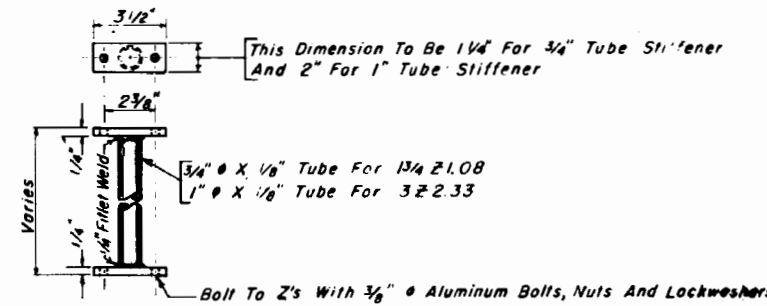 3 1/2"
This Dimension To Be 1 1/4" For 3/4" Tube Stiffener
And 2" For 1" Tube Stiffener
2 3/8"
1/4"
3/4" φ X 1/8" Tube For 1 3/4 Z 1.08
1" φ X 1/8" Tube For 3 Z 2.33
Varies
1/4" Fillet Weld
1/4"
Bolt To Z's With 3/8" φ Aluminum Bolts, Nuts And Lockwashers